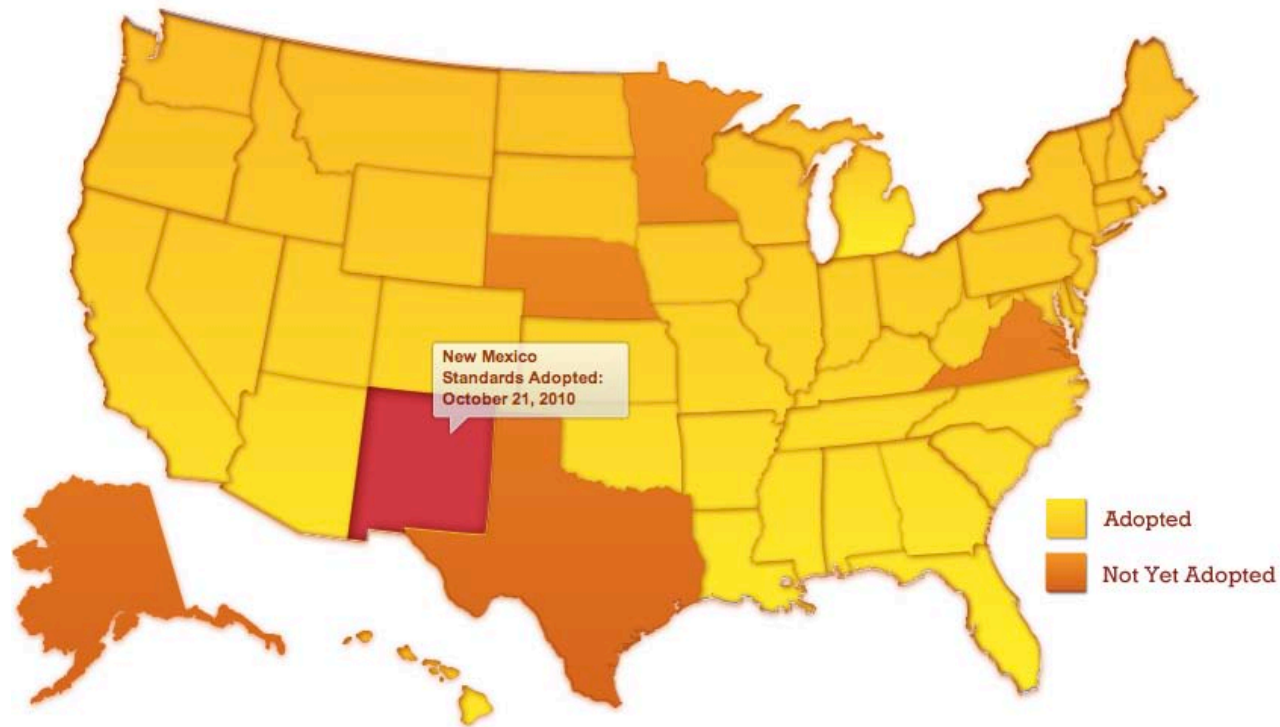 New Mexico
Standards Adopted:
October 21, 2010
Adopted
Not Yet Adopted